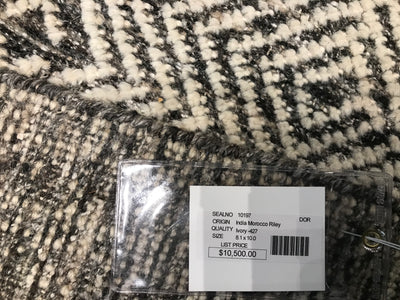 SEALNO 10197
ORIGIN India Morocco Riley DOR
QUALITY Ivory -427
SIZE 8.1 x 10.0
LIST PRICE
$10,500.00